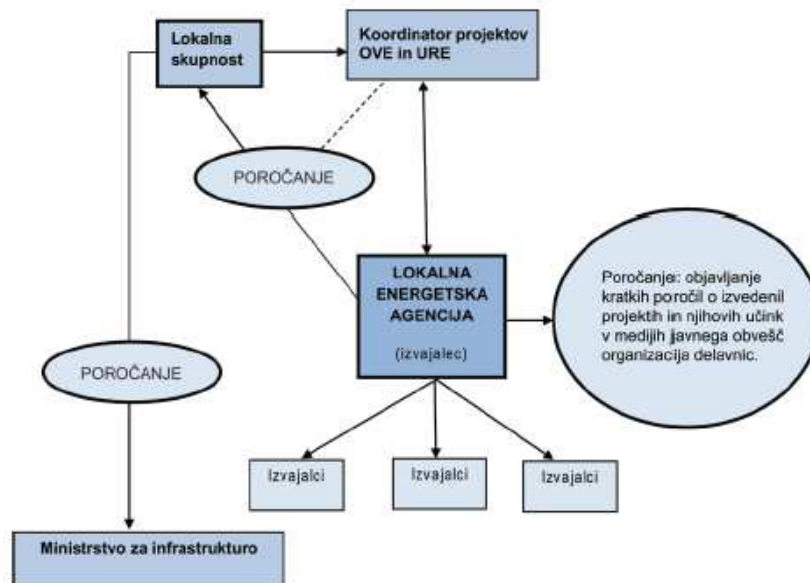 Lokalna
skupnost
Koordinator projektov
OVE in URE
POROČANJE
LOKALNA
ENERGETSKA
AGENCIJA
(izvajalec)
Poročanje: objavljanje
kratkih poročil o izvedenil
projektih in njihovih učink
v medijih jjavnega obvešč
organizacija delavnic.
POROČANJE
Izvajalci
Izvajalci
Izvajalci
Ministrstvo za infrastrukturo